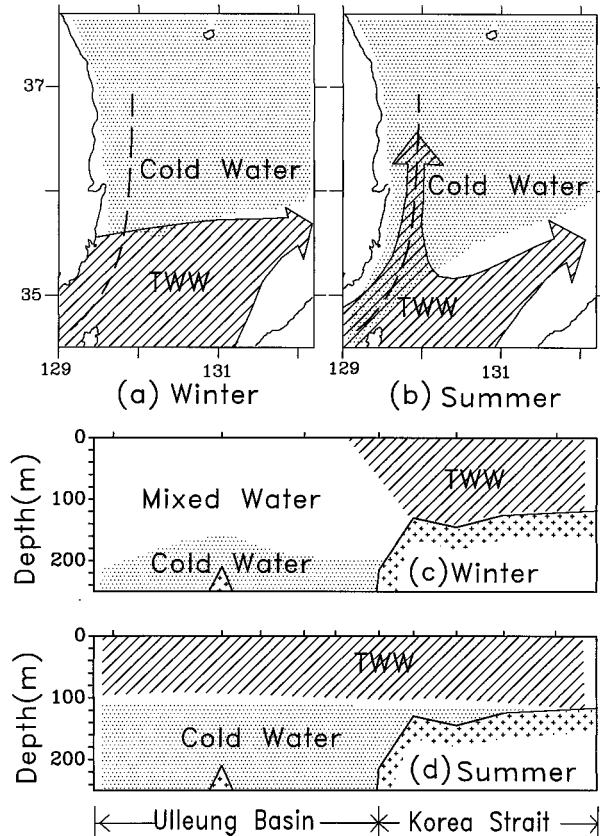 37
35
Cold Water
TWW
129
131
(a) Winter
Cold Water
TWW
129
131
(b) Summer
Depth(m)
0
100
200
Mixed Water
TWW
Cold Water
(c) Winter
Depth(m)
0
100
200
TWW
Cold Water
(d) Summer
Ulleung Basin
Korea Strait